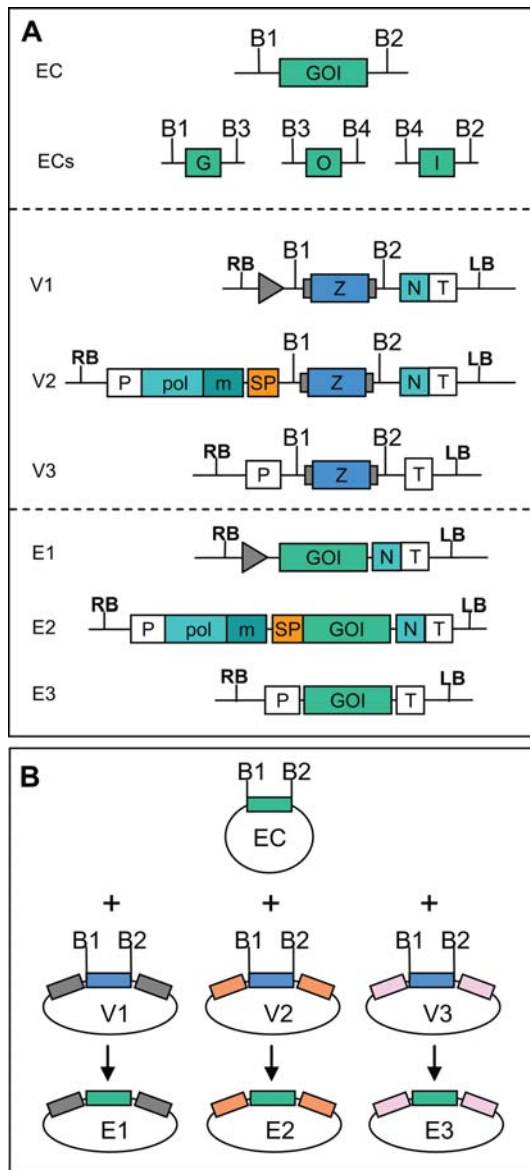 A
B1 B2
EC GOI
B1 B3 B3 B4 B4 B2
ECs G O I
B1 B2
RB LB
V1 Z N T
B1 B2
RB LB
V2 P pol m SP Z N T
B1 B2
RB LB
V3 P Z T
RB LB
E1 GOI N T
RB LB
E2 P pol m SP GOI N T
RB LB
E3 P GOI T
B
B1 B2
EC
+ + +
B1 B2 B1 B2 B1 B2
V1 V2 V3
E1 E2 E3